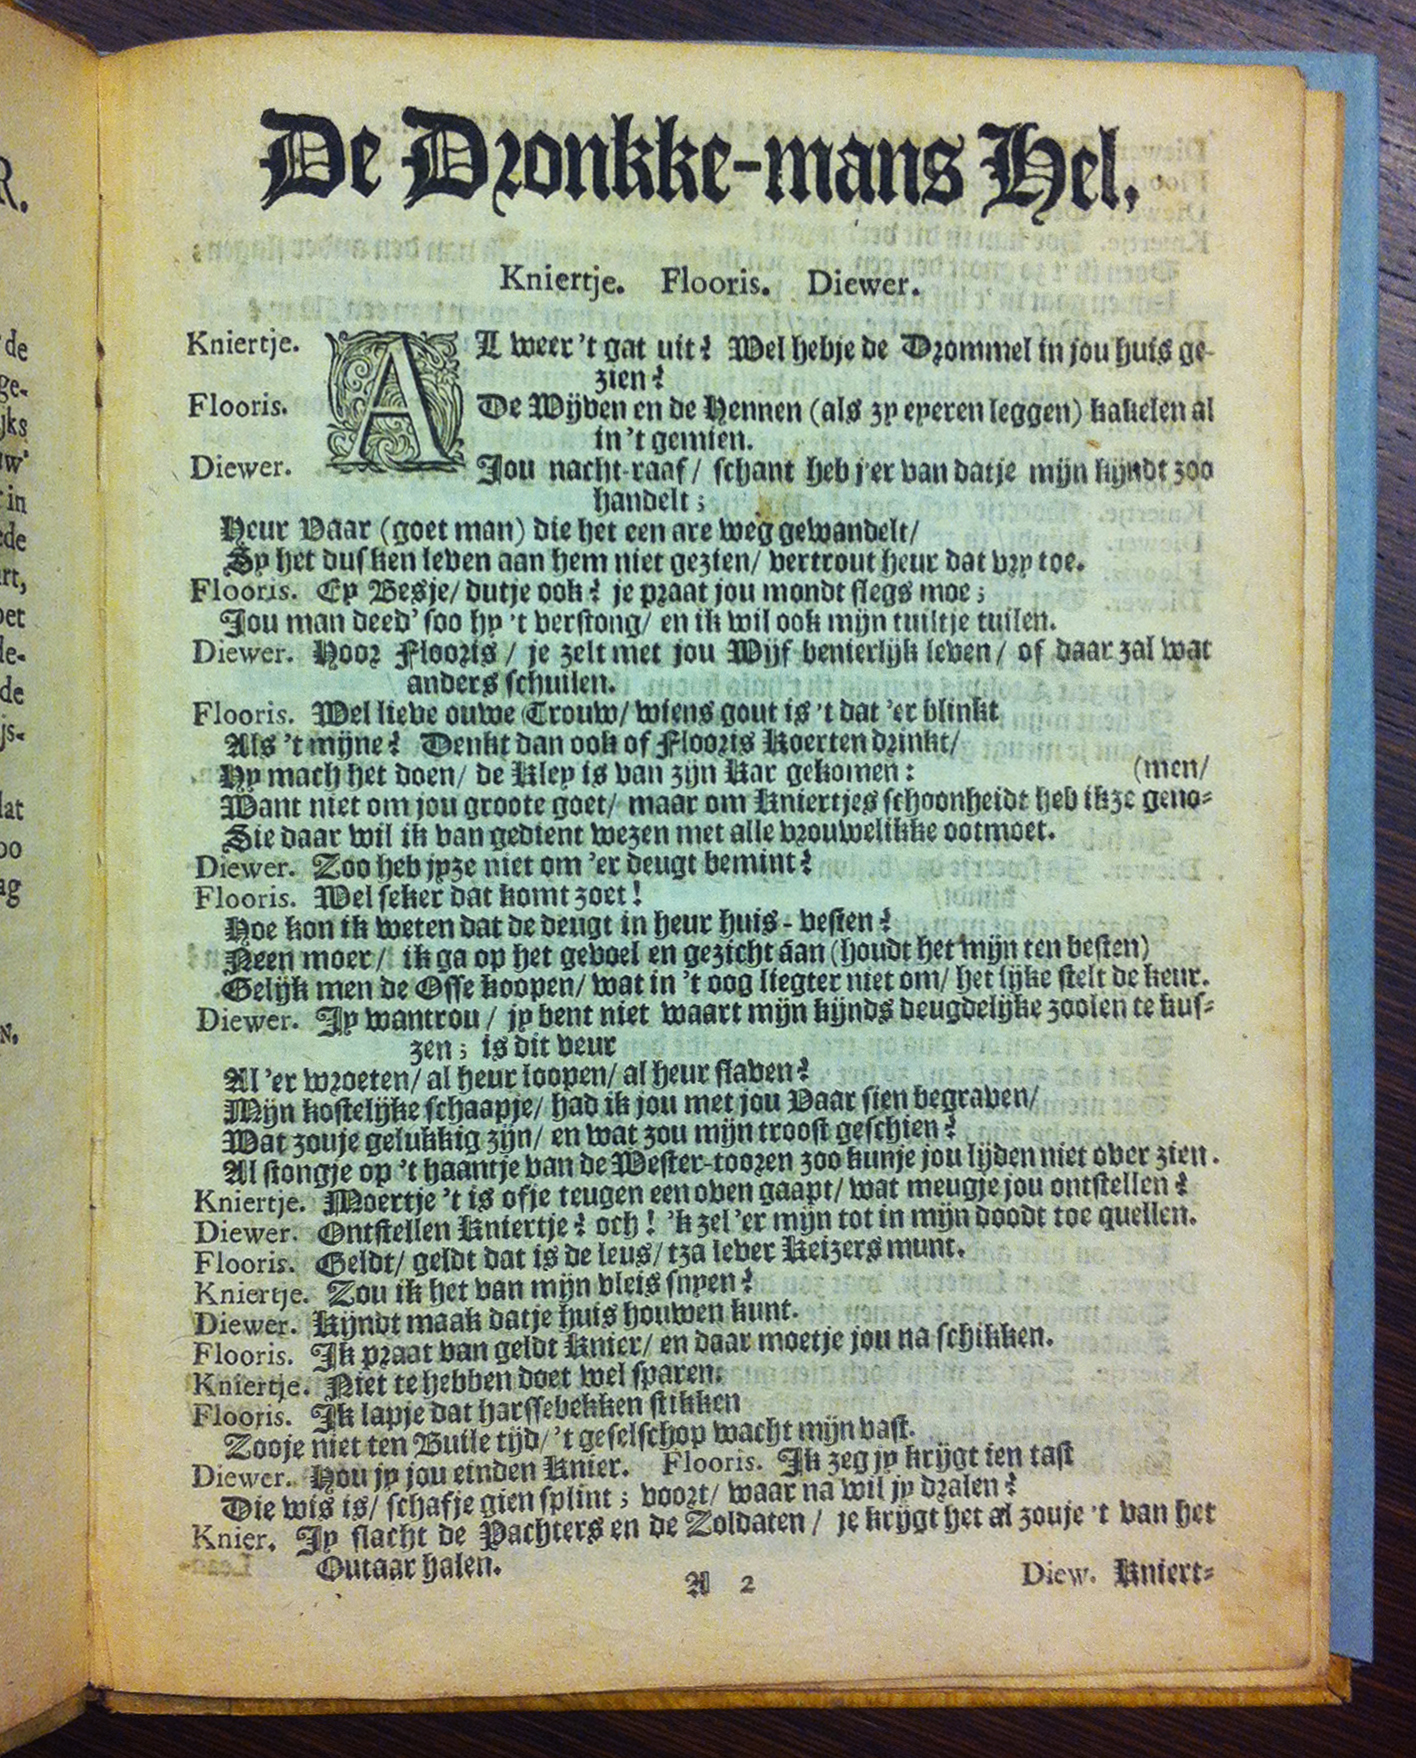 De Dronkke-mans Hel,
Kniertje. Flooris. Diewer.
Kniertje. AL weer 't gat uit? Wel hebje de Drommel in jou huis ge-
zien?
Flooris. De Wijven en de Hennen (als zy eyeren leggen) kakelen al
in 't gemien.
Diewer. Jou nacht-raaf / schant heb j'er van datje mijn kijndt zoo
handelt;
Heur Vaar (goet man) die het een are weg gewandelt/
Sy het dusken leven aan hem niet gezien/ vertrout heur dat vry toe.
Flooris. Ey Besje/ dutje ook? je praat jou mondt slegs moe;
Jou man deed' soo hy 't verstong/ en ik wil ook mijn tuiltje tuilen.
Diewer. Hoor Flooris / je zelt met jou Wijf benierlijk leven / of daar zal wat
anders schuilen.
Flooris. Wel lieve ouwe Trouw/ wiens gout is 't dat 'er blinkt
Als 't mijne? Denkt dan ook of Flooris Koerten drinkt/
Hy mach het doen/ de Kley is van zijn Kar gekomen: (men/
Want niet om jou groote goet/ maar om Kniertjes schoonheidt heb ikze geno-
Sie daar wil ik van gedient wezen met alle vrouwelikke ootmoet.
Diewer. Zoo heb jyze niet om 'er deugt bemint?
Flooris. Wel seker dat komt zoet!
Hoe kon ik weten dat de deugt in heur huis-vesten?
Neen moer/ ik ga op het gevoel en gezicht aan (houdt het mijn ten besten)
Gelijk men de Osse koopen/ wat in 't oog liegter niet om/ het lijke stelt de keur.
Diewer. Jy wantrou / jy bent niet waart mijn kijnds deugdelijke zoolen te kus-
zen; is dit veur
Al 'er wroeten/ al heur loopen/ al heur slaven?
Mijn kostelijke schaapje/ had ik jou met jou Vaar sien begraven/
Wat zouje gelukkig zijn/ en wat zou mijn troost geschien?
Al stongje op 't haantje van de Wester-tooren zoo kunje jou lijden niet over zien.
Kniertje. Moertje 't is ofje teugen een oven gaapt/ wat meugje jou ontstellen?
Diewer. Ontstellen Kniertje? och! 'k zel 'er mijn tot in mijn doodt toe quellen.
Flooris. Geldt/ geldt dat is de leus/ tza lever Keizers munt.
Kniertje. Zou ik het van mijn vleis snyen?
Diewer. Kijndt maak datje huis houwen kunt.
Flooris. Ik praat van geldt Knier/ en daar moetje jou na schikken.
Kniertje. Niet te hebben doet wel sparen.
Flooris. Ik lapje dat harssebekken stikken
Zooje niet ten Buile tijd/ 't geselschop wacht mijn vast.
Diewer. Hou jy jou einden Knier. Flooris. Ik zeg jy krijgt ien tast
Die wis is/ schafje gien splint; voort/ waar na wil jy dralen?
Knier. Jy slacht de Pachters en de Zoldaten / je krijgt het al zouje 't van het
Outaar halen.
A 2 Diew. Kniert-